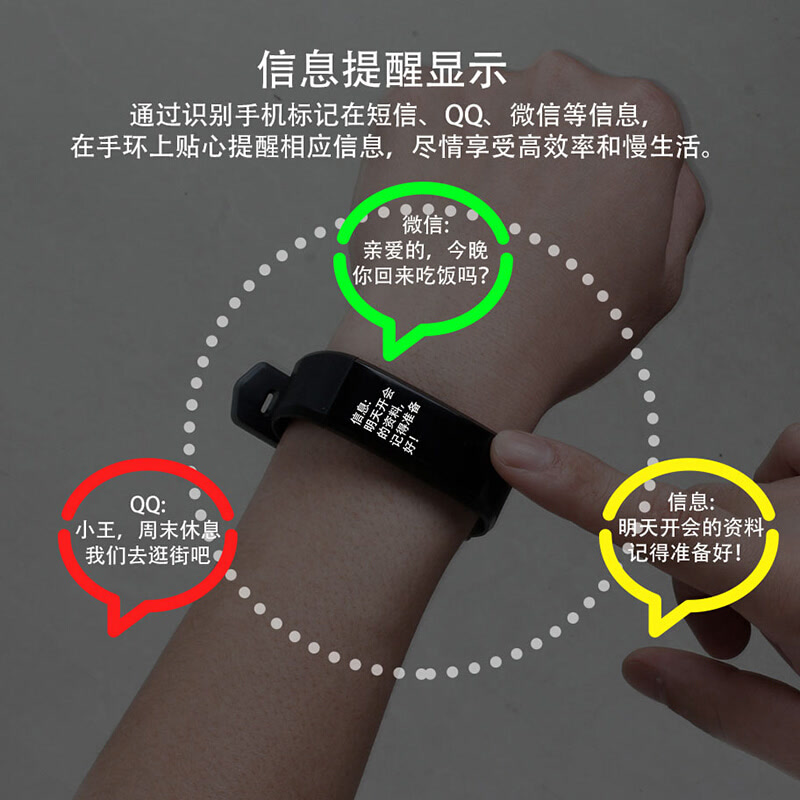 信息提醒显示
通过识别手机标记在短信、QQ、微信等信息，
在手环上贴心提醒相应信息，尽情享受高效率和慢生活。
微信:
亲爱的，今晚
你回来吃饭吗?
信息:
明天开会
的资料，
记得准备
好!
QQ:
小王，周末休息
我们去逛街吧
信息:
明天开会的资料
记得准备好!